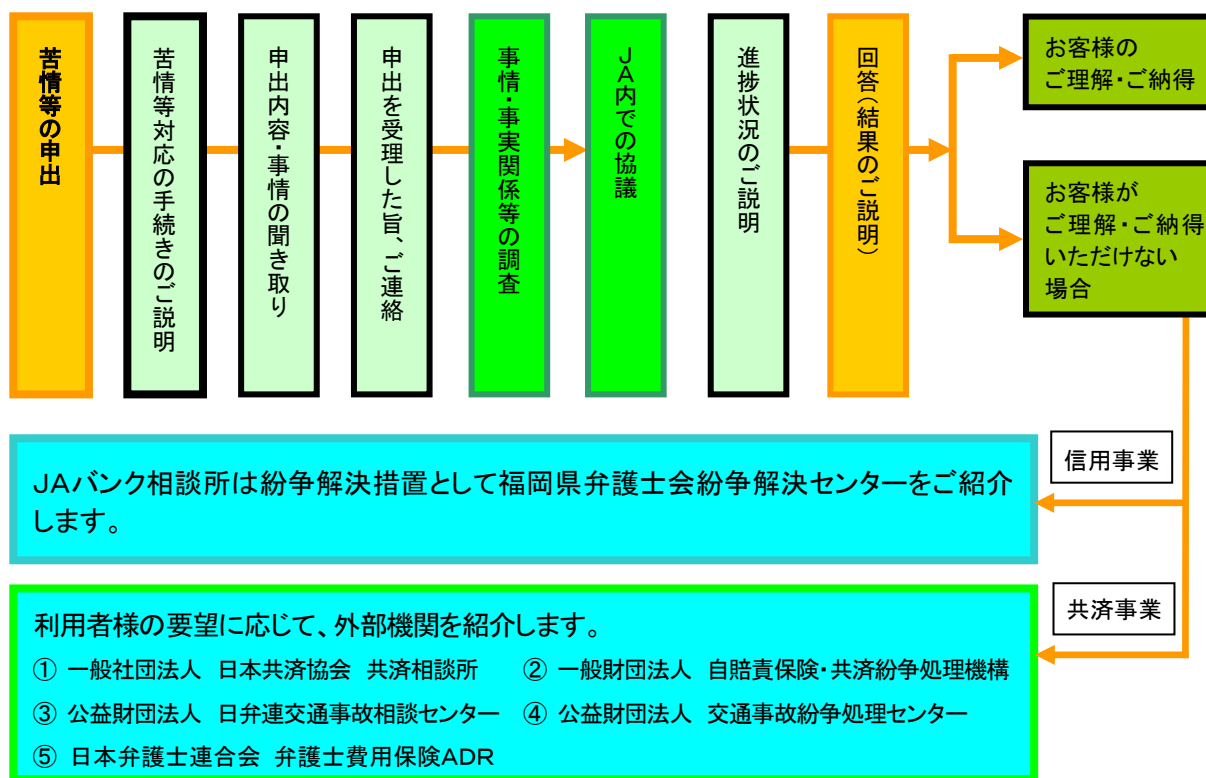 苦情等の申出
苦情等対応の手続きのご説明
申出内容・事情の聞き取り
申出を受理した旨、ご連絡
事情・事実関係等の調査
JA内での協議
進捗状況のご説明
回答（結果のご説明）
お客様の
ご理解・ご納得
お客様が
ご理解・ご納得
いただけない
場合
信用事業
JAバンク相談所は紛争解決措置として福岡県弁護士会紛争解決センターをご紹介
します。
共済事業
利用者様の要望に応じて、外部機関を紹介します。
① 一般社団法人 日本共済協会 共済相談所 ② 一般財団法人 自賠責保険・共済紛争処理機構
③ 公益財団法人 日弁連交通事故相談センター ④ 公益財団法人 交通事故紛争処理センター
⑤ 日本弁護士連合会 弁護士費用保険ADR